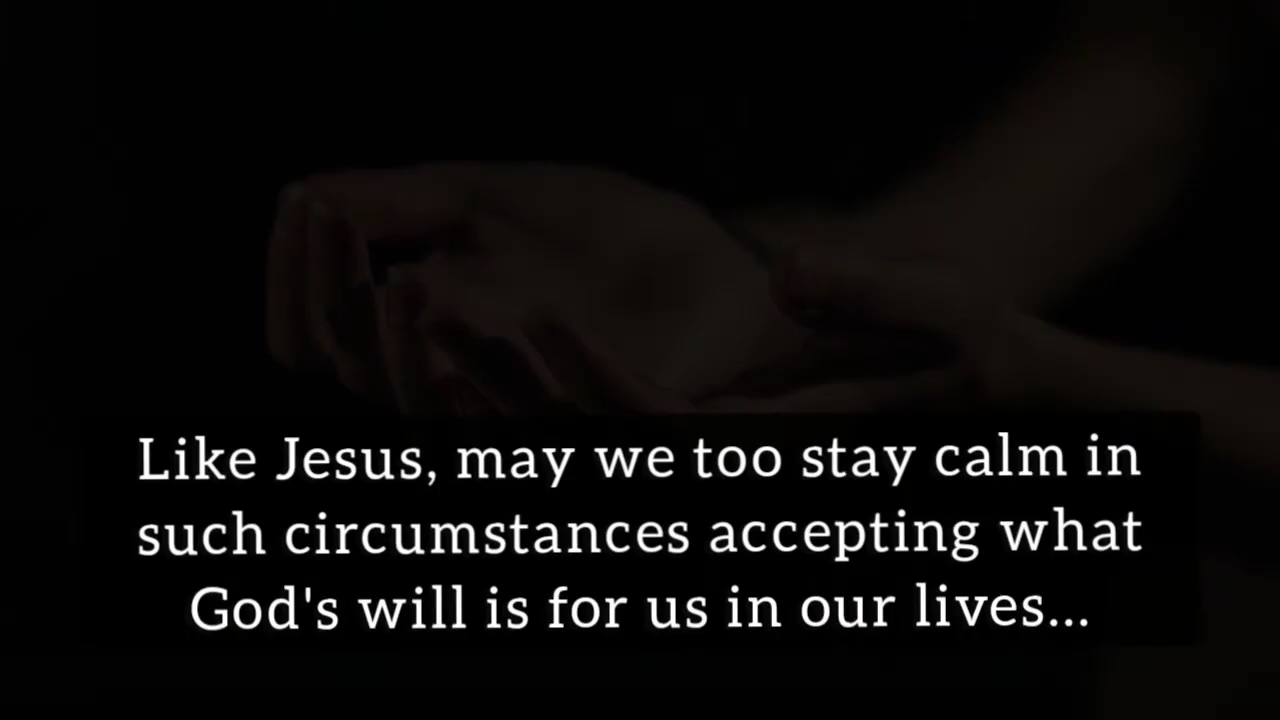 Like Jesus, may we too stay calm in
such circumstances accepting what
God's will is for us in our lives...